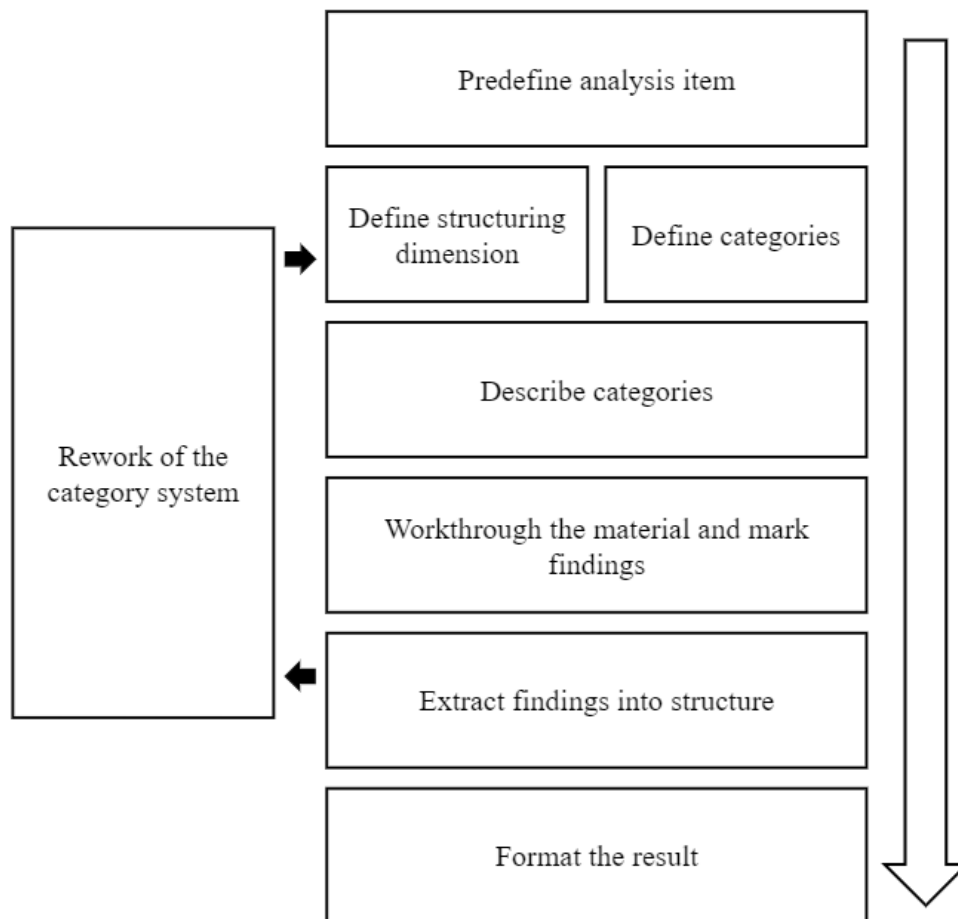 Predefine analysis item
Define structuring
dimension
Define categories
Describe categories
Rework of the
category system
Workthrough the material and mark
findings
Extract findings into structure
Format the result